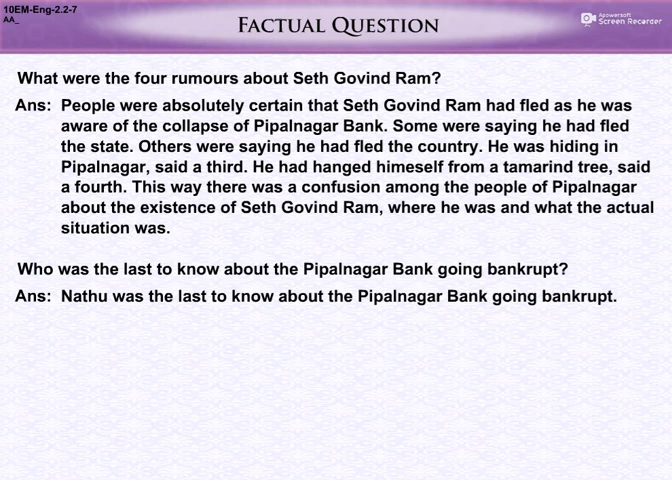 10EM-Eng-2.2-7
AA_
Factual Question
Apowersoft
Screen Recorder
What were the four rumours about Seth Govind Ram?
Ans: People were absolutely certain that Seth Govind Ram had fled as he was
aware of the collapse of Pipalnagar Bank. Some were saying he had fled
the state. Others were saying he had fled the country. He was hiding in
Pipalnagar, said a third. He had hanged himeself from a tamarind tree, said
a fourth. This way there was a confusion among the people of Pipalnagar
about the existence of Seth Govind Ram, where he was and what the actual
situation was.
Who was the last to know about the Pipalnagar Bank going bankrupt?
Ans: Nathu was the last to know about the Pipalnagar Bank going bankrupt.